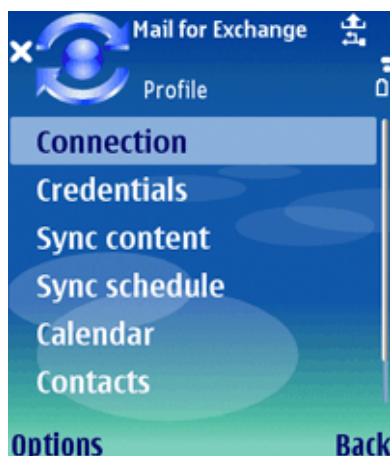 Mail for Exchange
Profile
Connection
Credentials
Sync content
Sync schedule
Calendar
Contacts
Options Back